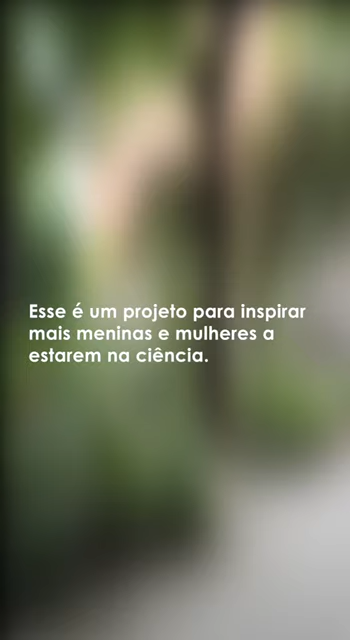 Esse é um projeto para inspirar
mais meninas e mulheres a
estarem na ciência.